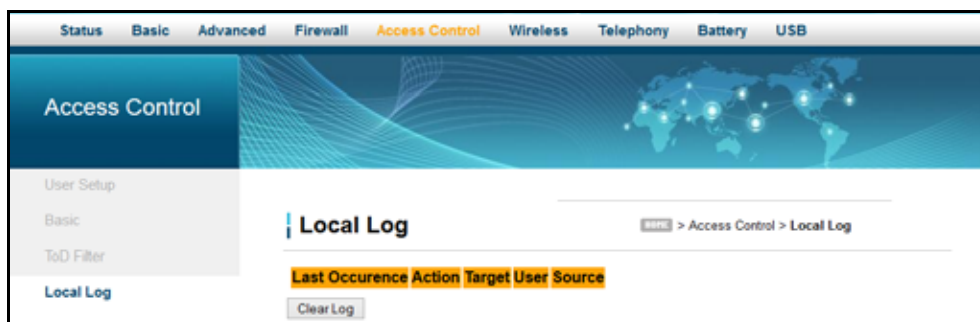 Status Basic Advanced Firewall Access Control Wireless Telephony Battery USB
Access Control
User Setup
Basic
ToD Filter
Local Log
Local Log
HOME > Access Control > Local Log
Last Occurence Action Target User Source
Clear Log